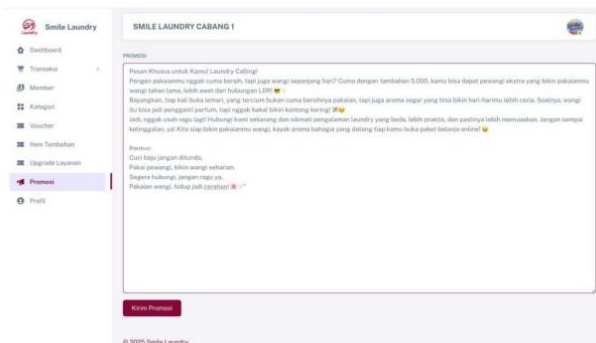 Smile Laundry
SMILE LAUNDRY CABANG 1
Dashboard
Transaksi
Member
Kategori
Voucher
Item Tambahan
Upgrade Layanan
Promosi
Profil
PROMOSI
Pesan Khusus untuk Kamu! Laundry Calling!
Pengen pakaianmu nggak cuma bersih, tapi juga wangi sepanjang hari? Cuma dengan tambahan 5.000, kamu bisa dapat pewangi ekstra yang bikin pakaianmu
wangi tahan lama, lebih awet dari hubungan LDR! 😎✨
Bayangkan, tiap kali buka lemari, yang tercium bukan cuma bersihnya pakaian, tapi juga aroma segar yang bikin hari-harimu lebih ceria. Soalnya, wangi
itu bisa jadi pengganti parfum, tapi nggak bakal bikin kantong kering!
Jadi, nggak usah ragu lagi! Hubungi kami sekarang dan nikmati pengalaman laundry yang beda, lebih praktis, dan pastinya lebih memuaskan. Jangan sampai
ketinggalan, ya! Kita siap bikin pakaianmu wangi, kayak aroma bahagia yang datang tiap kamu buka paket belanja online!
Pantun:
Cuci baju jangan ditunda,
Pakai pewangi, bikin wangi seharian.
Segera hubungi, jangan ragu ya,
Pakaian wangi, hidup jadi cerahan!
Kirim Promosi
© 2025 Smile Laundry